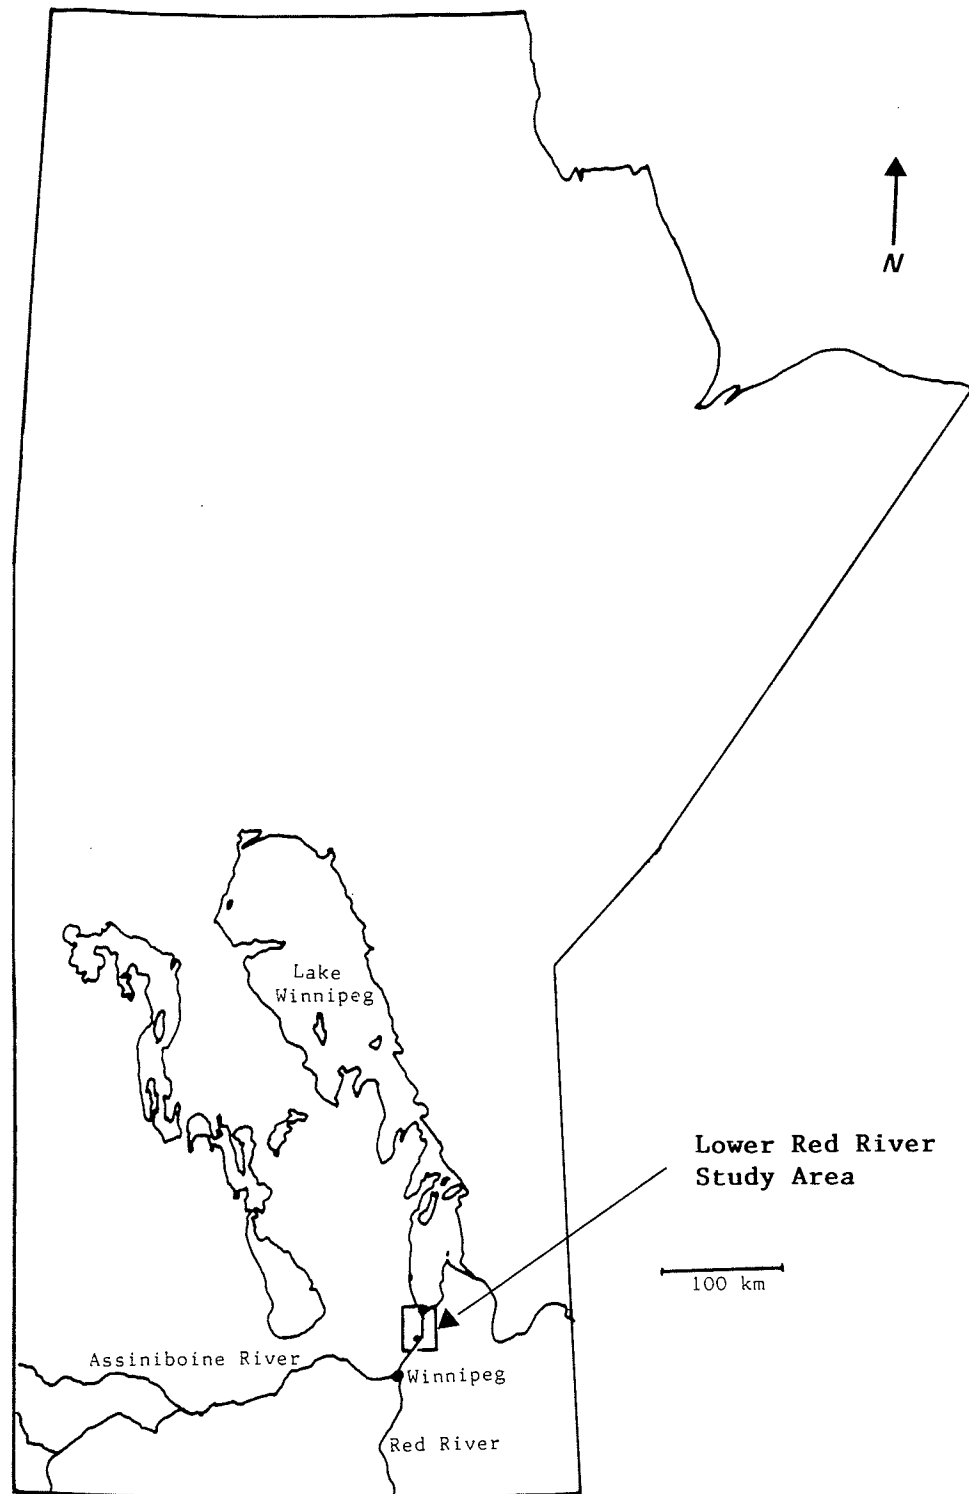 N
Lake
Winnipeg
Lower Red River
Study Area
100 km
Assiniboine River
Winnipeg
Red River